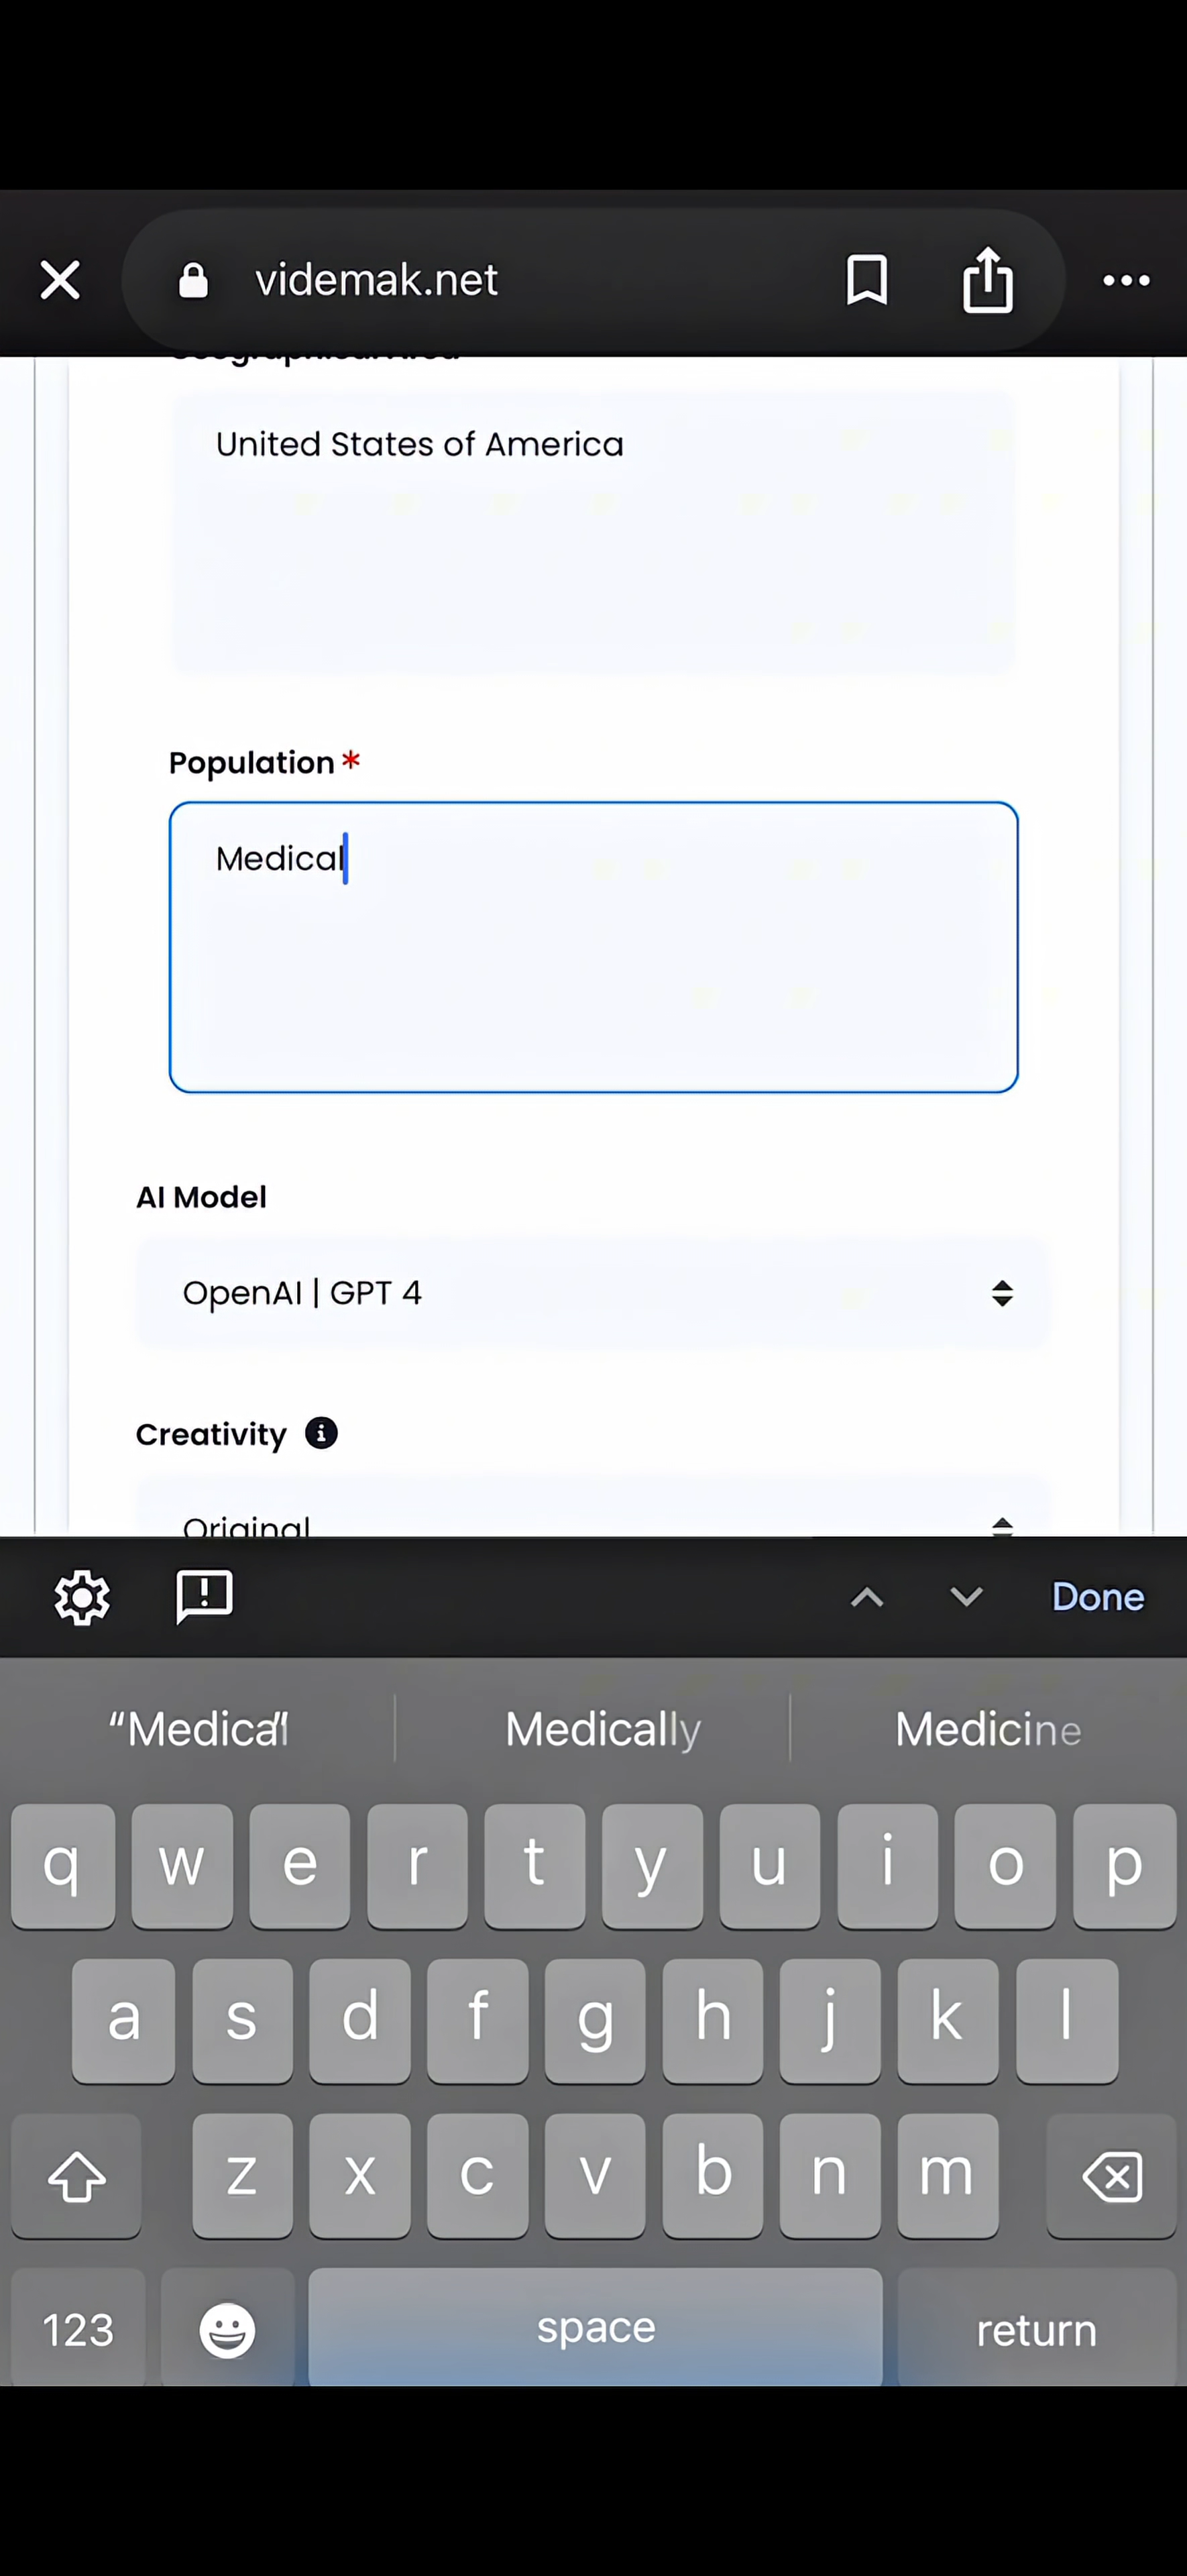 videmak.net
United States of America
Population *
Medical
AI Model
OpenAI | GPT 4
Creativity
Original
Done
“Medical” Medically Medicine
q w e r t y u i o p
a s d f g h j k l
z x c v b n m
123 space return